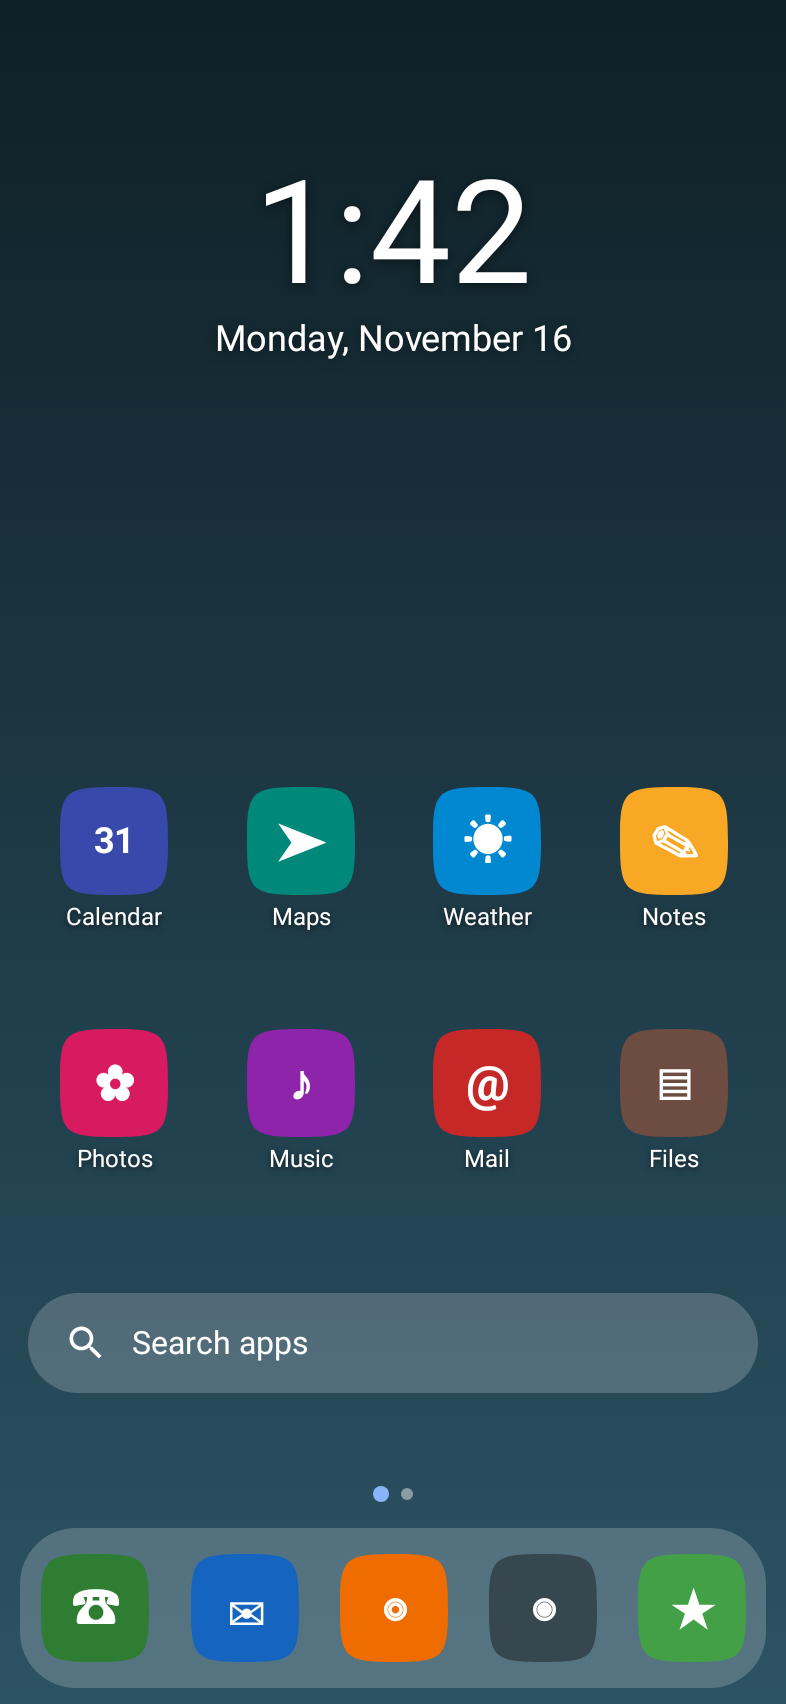 1:42
Monday, November 16
31
Calendar
Maps
Weather
Notes
Photos
Music
@
Mail
Files
Search apps